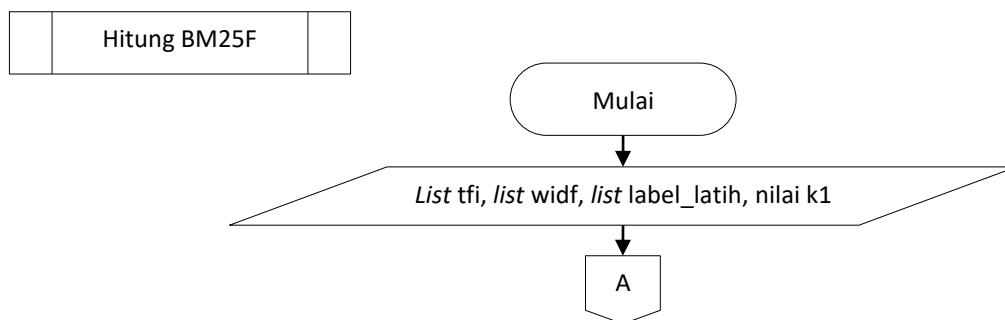 Hitung BM25F
Mulai
List tfi, list widf, list label_latih, nilai k1
A